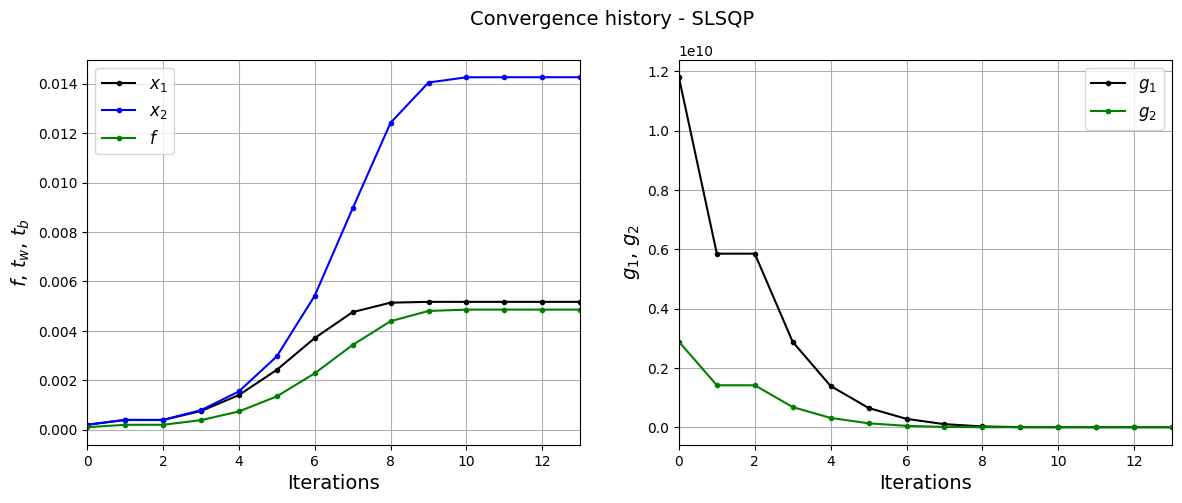 Convergence history - SLSQP
0.014
0.012
0.010
0.008
0.006
0.004
0.002
0.000
f, t_w, t_b
x_1
x_2
f
0 2 4 6 8 10 12
Iterations
1e10
1.2
1.0
0.8
0.6
0.4
0.2
0.0
g_1, g_2
g_1
g_2
0 2 4 6 8 10 12
Iterations